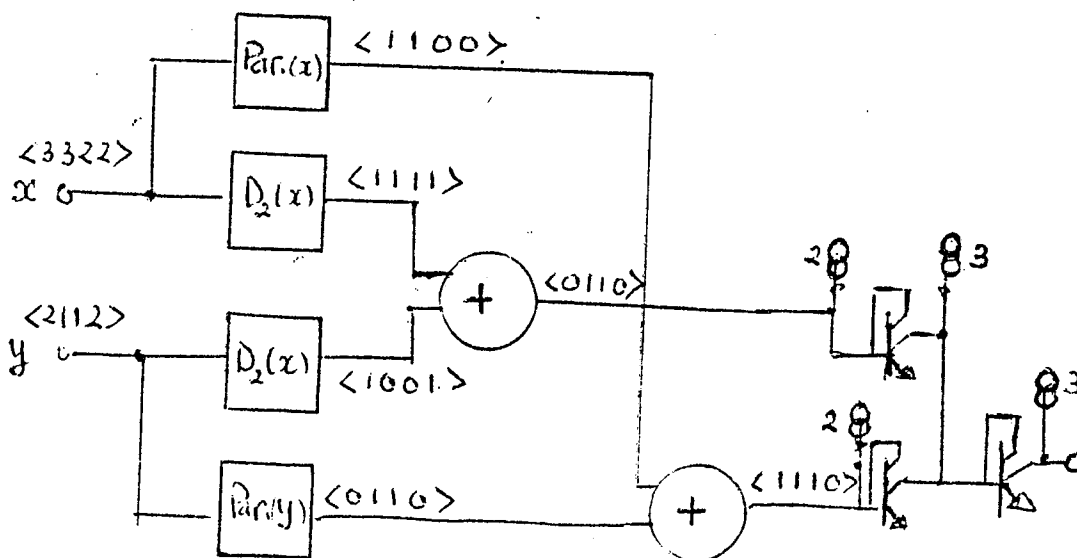 <1100>
Par.(x)
<3322>
x
D₂(x)
<1111>
+
<0110>
2
3
<2112>
y
D₂(x)
<1001>
3
2
Par.(y)
<0110>
+
<1110>